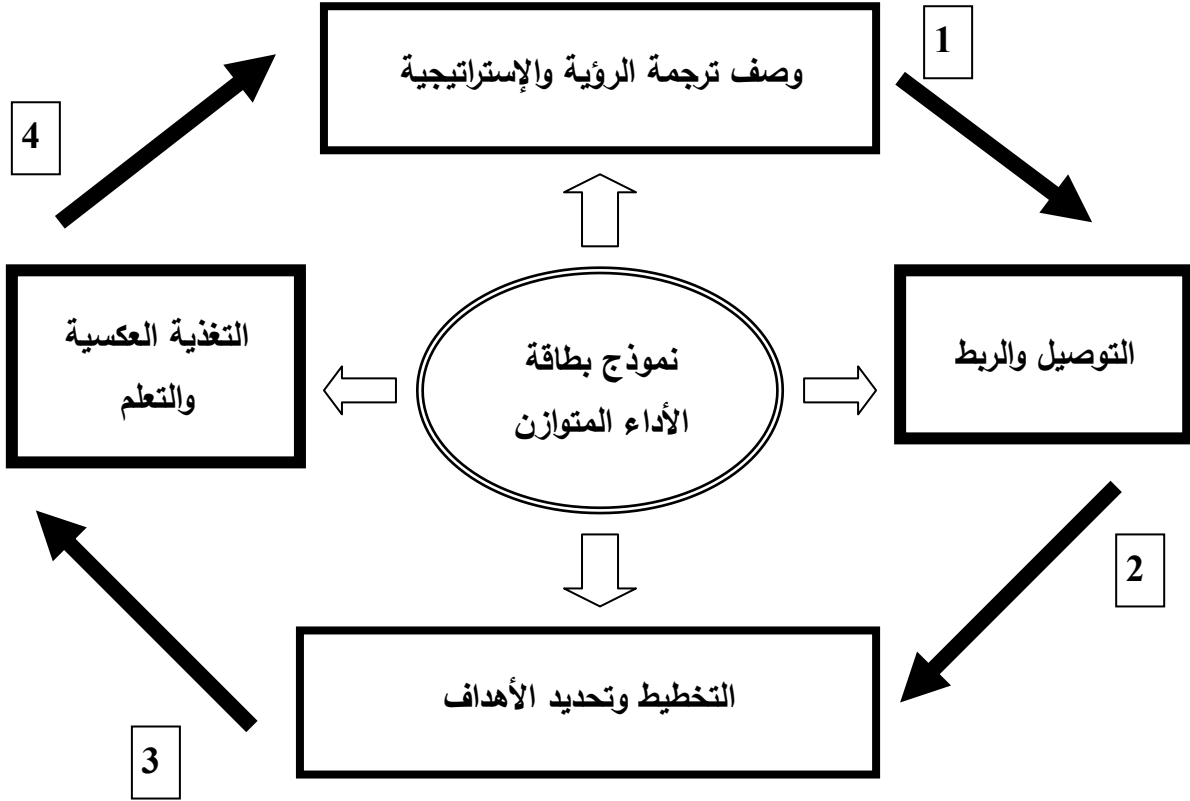 وصف ترجمة الرؤية والإستراتيجية
1
4
التغذية العكسية
والتعلم
نموذج بطاقة
الأداء المتوازن
التوصيل والربط
2
التخطيط وتحديد الأهداف
3